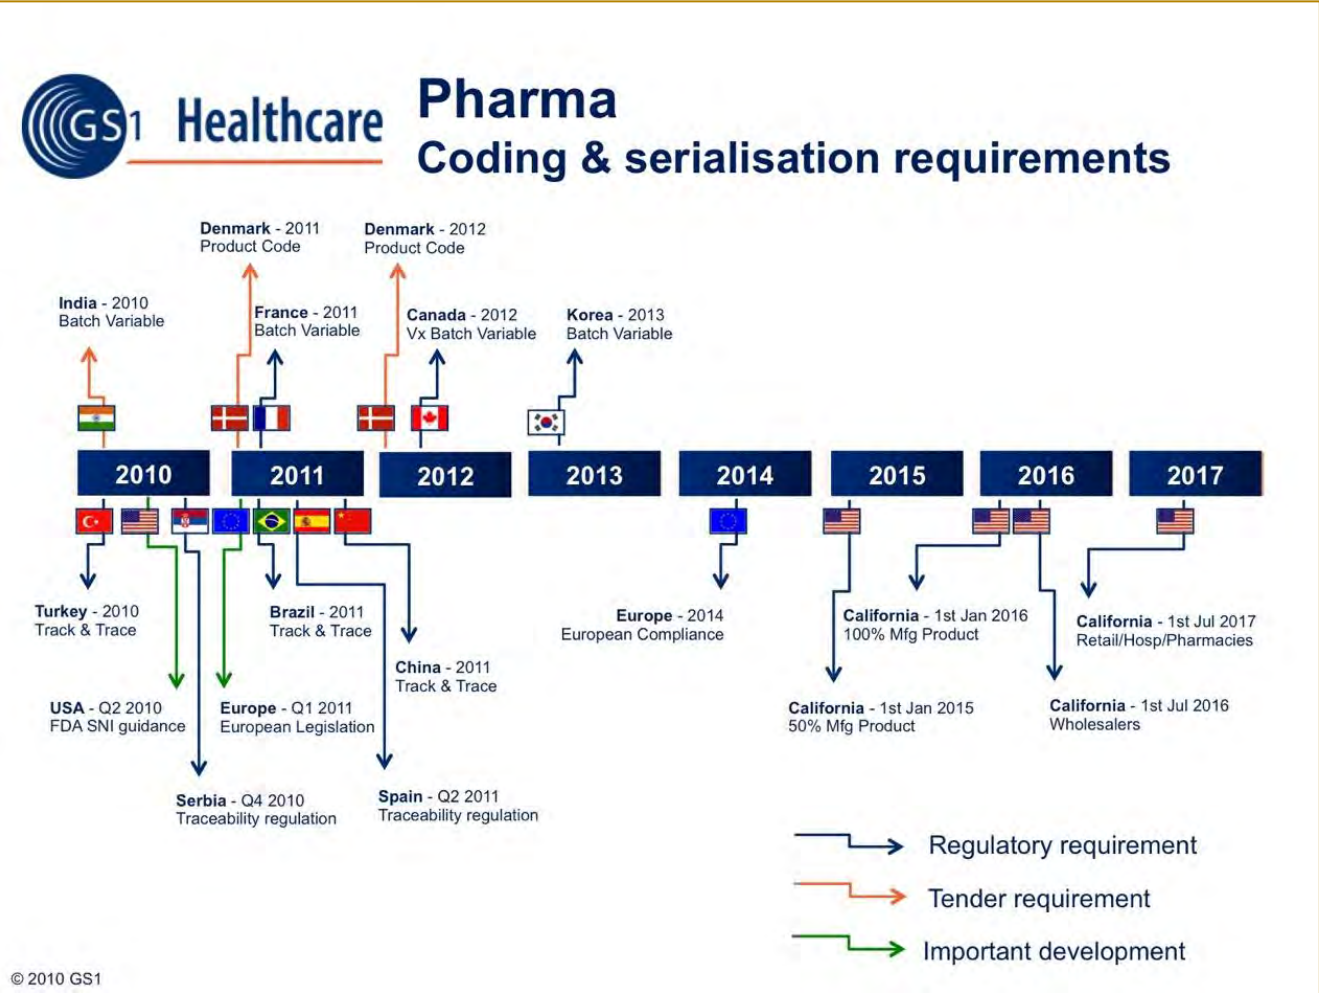 GS1 Healthcare
Pharma
Coding & serialisation requirements
Denmark - 2011
Product Code
Denmark - 2012
Product Code
India - 2010
Batch Variable
France - 2011
Batch Variable
Canada - 2012
Vx Batch Variable
Korea - 2013
Batch Variable
2010
2011
2012
2013
2014
2015
2016
2017
Turkey - 2010
Track & Trace
Brazil - 2011
Track & Trace
Europe - 2014
European Compliance
California - 1st Jan 2016
100% Mfg Product
California - 1st Jul 2017
Retail/Hosp/Pharmacies
China - 2011
Track & Trace
USA - Q2 2010
FDA SNI guidance
Europe - Q1 2011
European Legislation
California - 1st Jan 2015
50% Mfg Product
California - 1st Jul 2016
Wholesalers
Serbia - Q4 2010
Traceability regulation
Spain - Q2 2011
Traceability regulation
Regulatory requirement
Tender requirement
Important development
© 2010 GS1